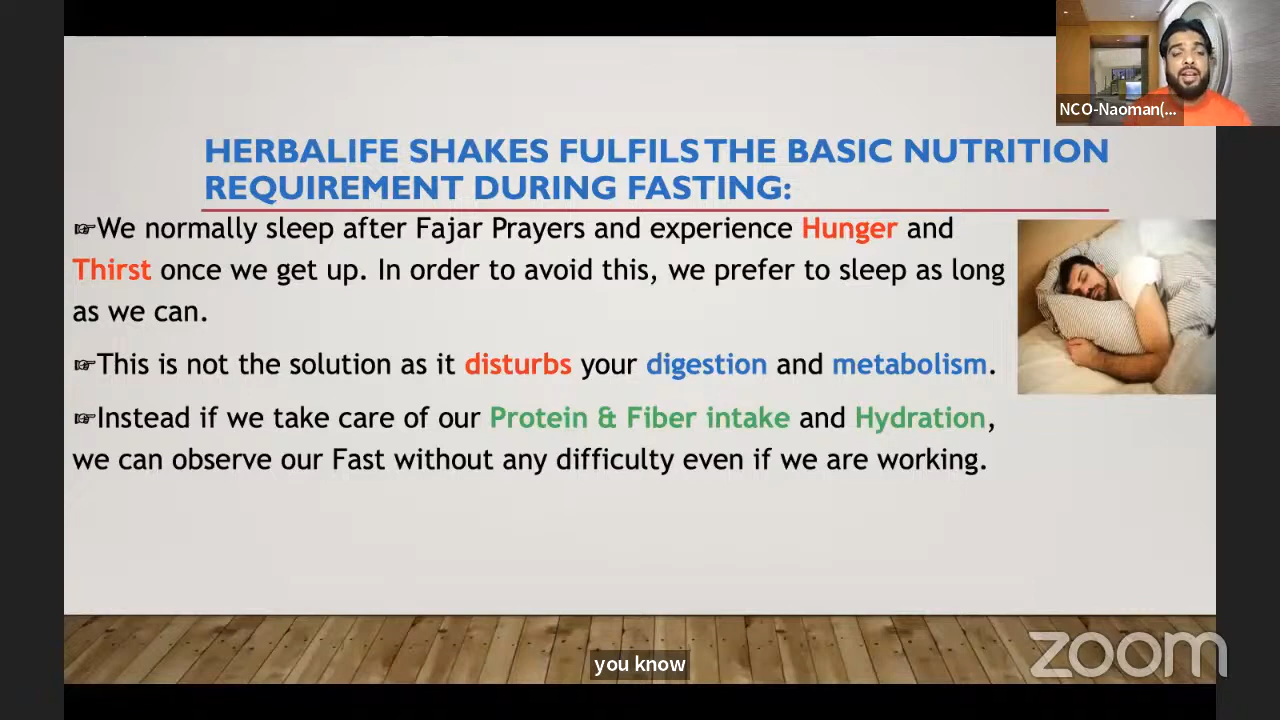 NCO-Naoman(...
HERBALIFE SHAKES FULFILS THE BASIC NUTRITION
REQUIREMENT DURING FASTING:
☞We normally sleep after Fajar Prayers and experience Hunger and
Thirst once we get up. In order to avoid this, we prefer to sleep as long
as we can.
☞This is not the solution as it disturbs your digestion and metabolism.
☞Instead if we take care of our Protein & Fiber intake and Hydration,
we can observe our Fast without any difficulty even if we are working.
zoom
you know